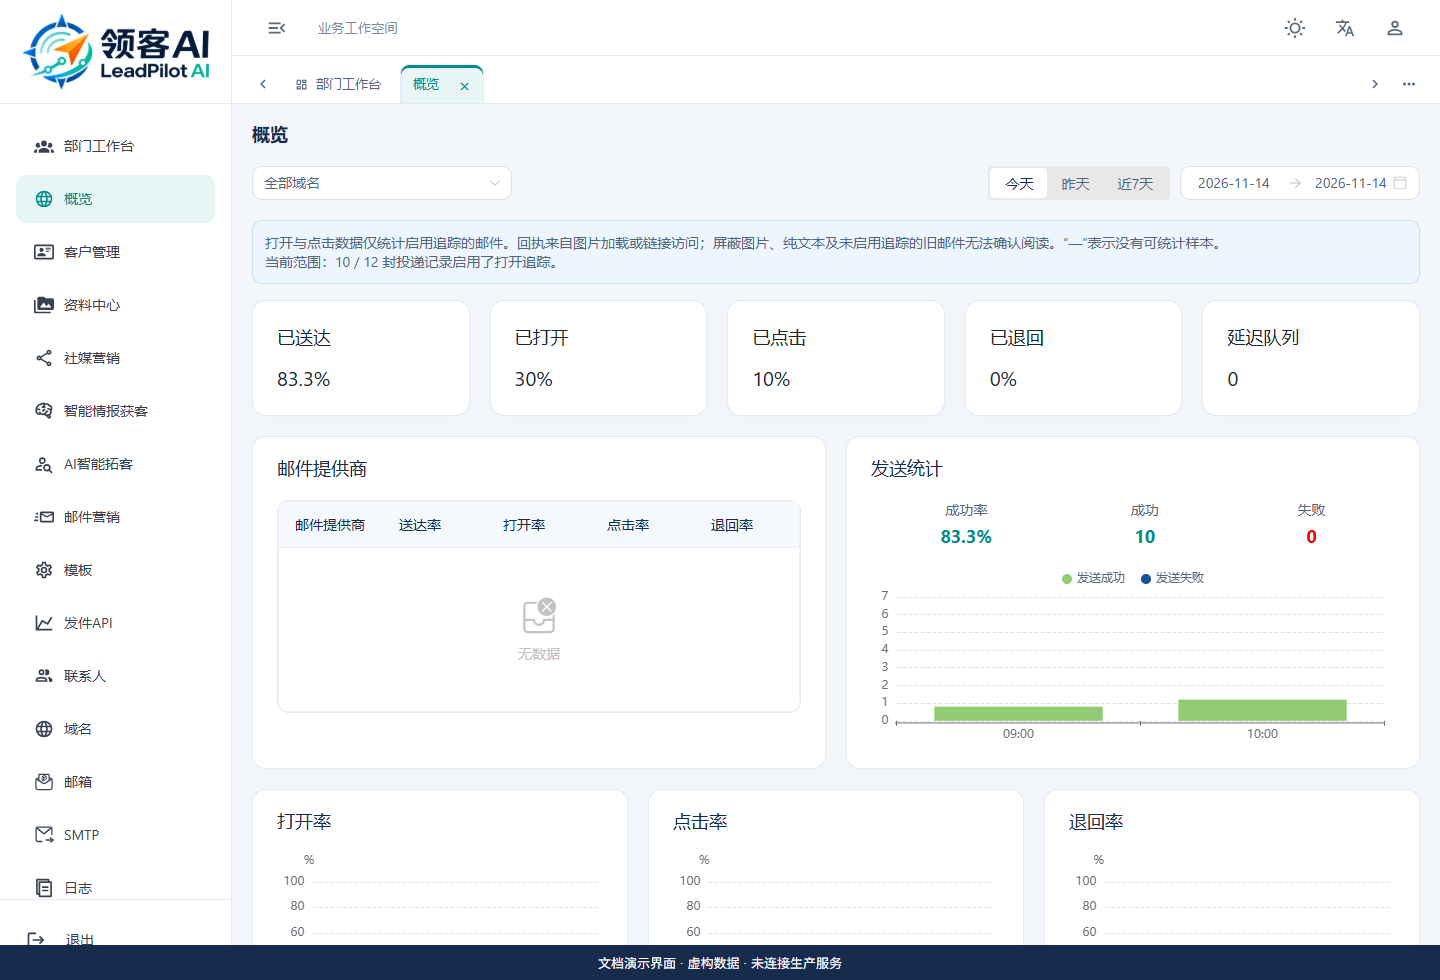 领客AI
LeadPilot AI
部门工作台
概览
客户管理
资料中心
社媒营销
智能情报获客
AI智能拓客
邮件营销
模板
发件API
联系人
域名
邮箱
SMTP
日志
退出
业务工作空间
部门工作台
概览
概览
全部域名
今天 昨天 近7天
2026-11-14 2026-11-14
打开与点击数据仅统计启用追踪的邮件。回执来自图片加载或链接访问；屏蔽图片、纯文本及未启用追踪的旧邮件无法确认阅读。“—”表示没有可统计样本。
当前范围：10 / 12 封投递记录启用了打开追踪。
已送达
83.3%
已打开
30%
已点击
10%
已退回
0%
延迟队列
0
邮件提供商
邮件提供商 送达率 打开率 点击率 退回率
无数据
发送统计
成功率 成功 失败
83.3% 10 0
发送成功 发送失败
7
6
5
4
3
2
1
0
09:00 10:00
打开率
%
100
80
60
点击率
%
100
80
60
退回率
%
100
80
60
文档演示界面 · 虚构数据 · 未连接生产服务